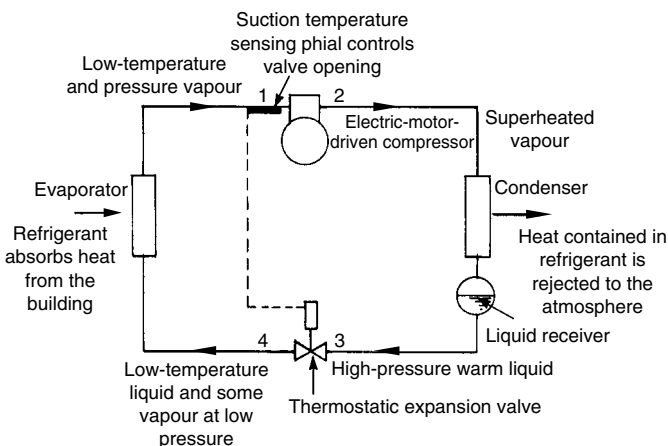 Suction temperature
sensing phial controls
valve opening
Low-temperature
and pressure vapour
1
2
Electric-motor-
driven compressor
Superheated
vapour
Evaporator
Refrigerant
absorbs heat
from the
building
Condenser
Heat contained in
refrigerant is
rejected to the
atmosphere
Liquid receiver
4
3
Low-temperature
liquid and some
vapour at low
pressure
High-pressure warm liquid
Thermostatic expansion valve